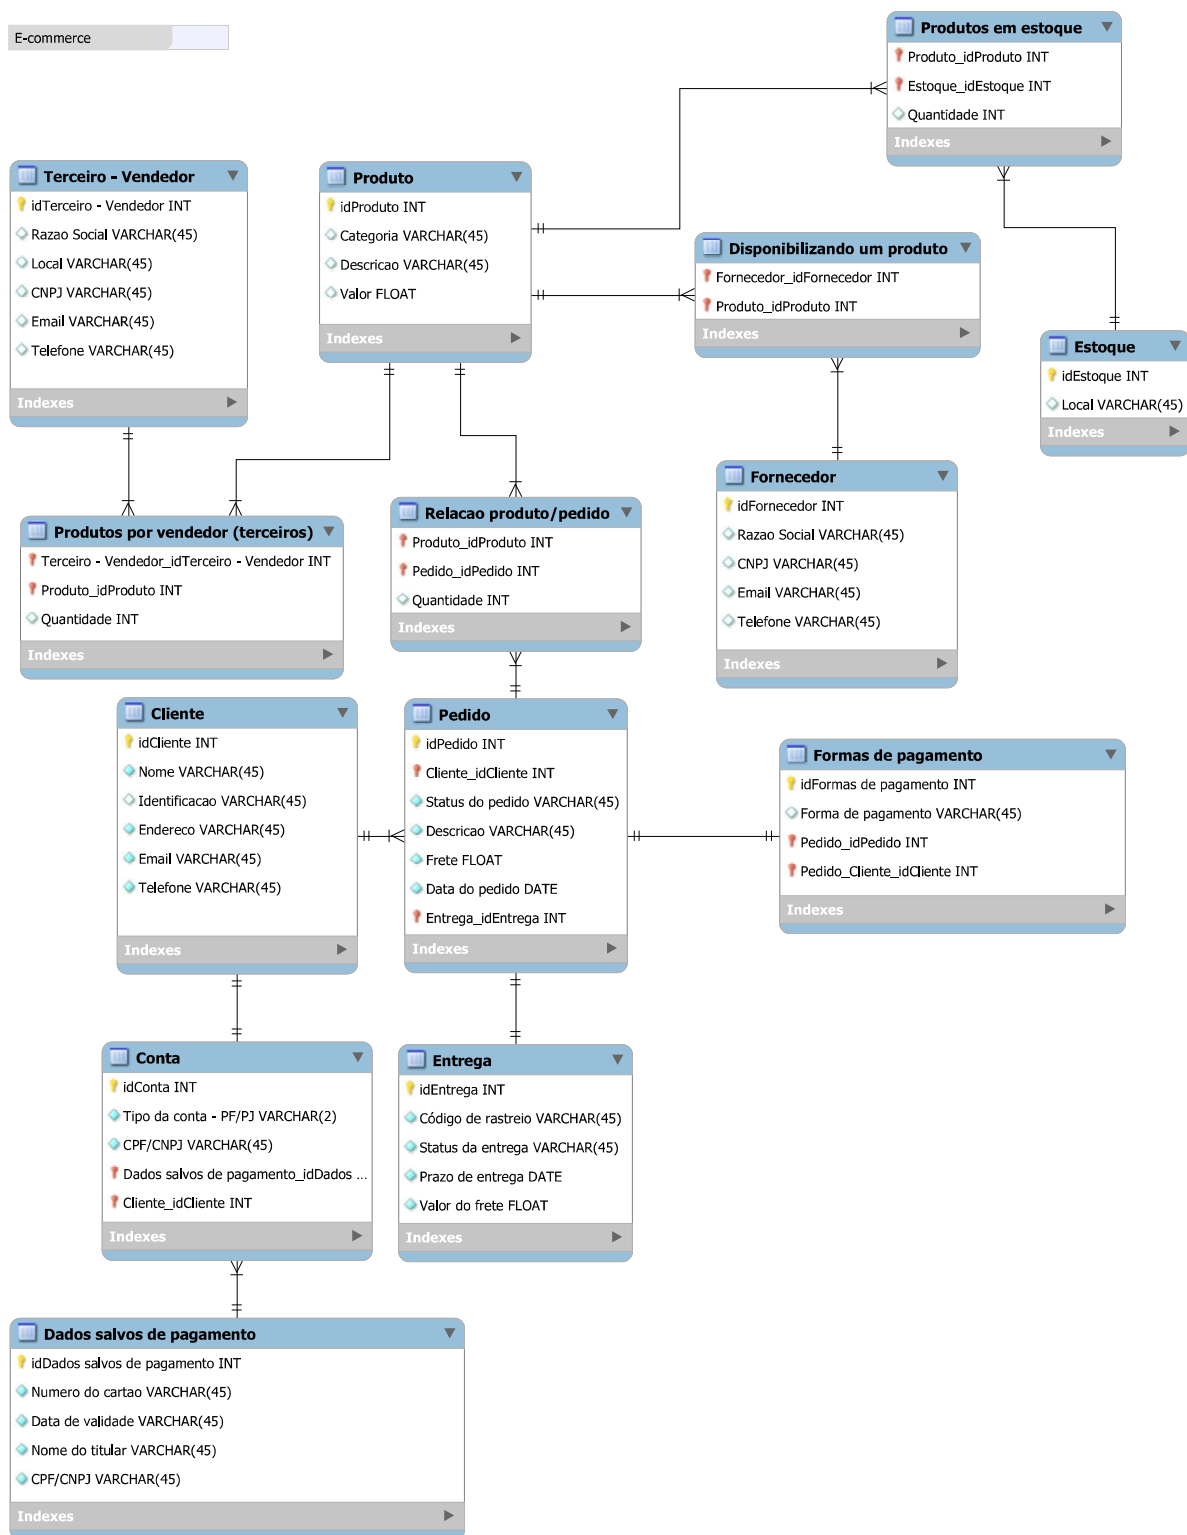 E-commerce
Produtos em estoque
Produto_idProduto INT
Estoque_idEstoque INT
Quantidade INT
Indexes
Terceiro - Vendedor
idTerceiro - Vendedor INT
Razao Social VARCHAR(45)
Local VARCHAR(45)
CNPJ VARCHAR(45)
Email VARCHAR(45)
Telefone VARCHAR(45)
Indexes
Produto
idProduto INT
Categoria VARCHAR(45)
Descricao VARCHAR(45)
Valor FLOAT
Indexes
Disponibilizando um produto
Fornecedor_idFornecedor INT
Produto_idProduto INT
Indexes
Estoque
idEstoque INT
Local VARCHAR(45)
Indexes
Fornecedor
idFornecedor INT
Razao Social VARCHAR(45)
CNPJ VARCHAR(45)
Email VARCHAR(45)
Telefone VARCHAR(45)
Indexes
Produtos por vendedor (terceiros)
Terceiro - Vendedor_idTerceiro - Vendedor INT
Produto_idProduto INT
Quantidade INT
Indexes
Relacao produto/pedido
Produto_idProduto INT
Pedido_idPedido INT
Quantidade INT
Indexes
Cliente
idCliente INT
Nome VARCHAR(45)
Identificacao VARCHAR(45)
Endereco VARCHAR(45)
Email VARCHAR(45)
Telefone VARCHAR(45)
Indexes
Pedido
idPedido INT
Cliente_idCliente INT
Status do pedido VARCHAR(45)
Descricao VARCHAR(45)
Frete FLOAT
Data do pedido DATE
Entrega_idEntrega INT
Indexes
Formas de pagamento
idFormas de pagamento INT
Forma de pagamento VARCHAR(45)
Pedido_idPedido INT
Pedido_Cliente_idCliente INT
Indexes
Conta
idConta INT
Tipo da conta - PF/PJ VARCHAR(2)
CPF/CNPJ VARCHAR(45)
Dados salvos de pagamento_idDados ...
Cliente_idCliente INT
Indexes
Entrega
idEntrega INT
Código de rastreio VARCHAR(45)
Status da entrega VARCHAR(45)
Prazo de entrega DATE
Valor do frete FLOAT
Indexes
Dados salvos de pagamento
idDados salvos de pagamento INT
Numero do cartao VARCHAR(45)
Data de validade VARCHAR(45)
Nome do titular VARCHAR(45)
CPF/CNPJ VARCHAR(45)
Indexes